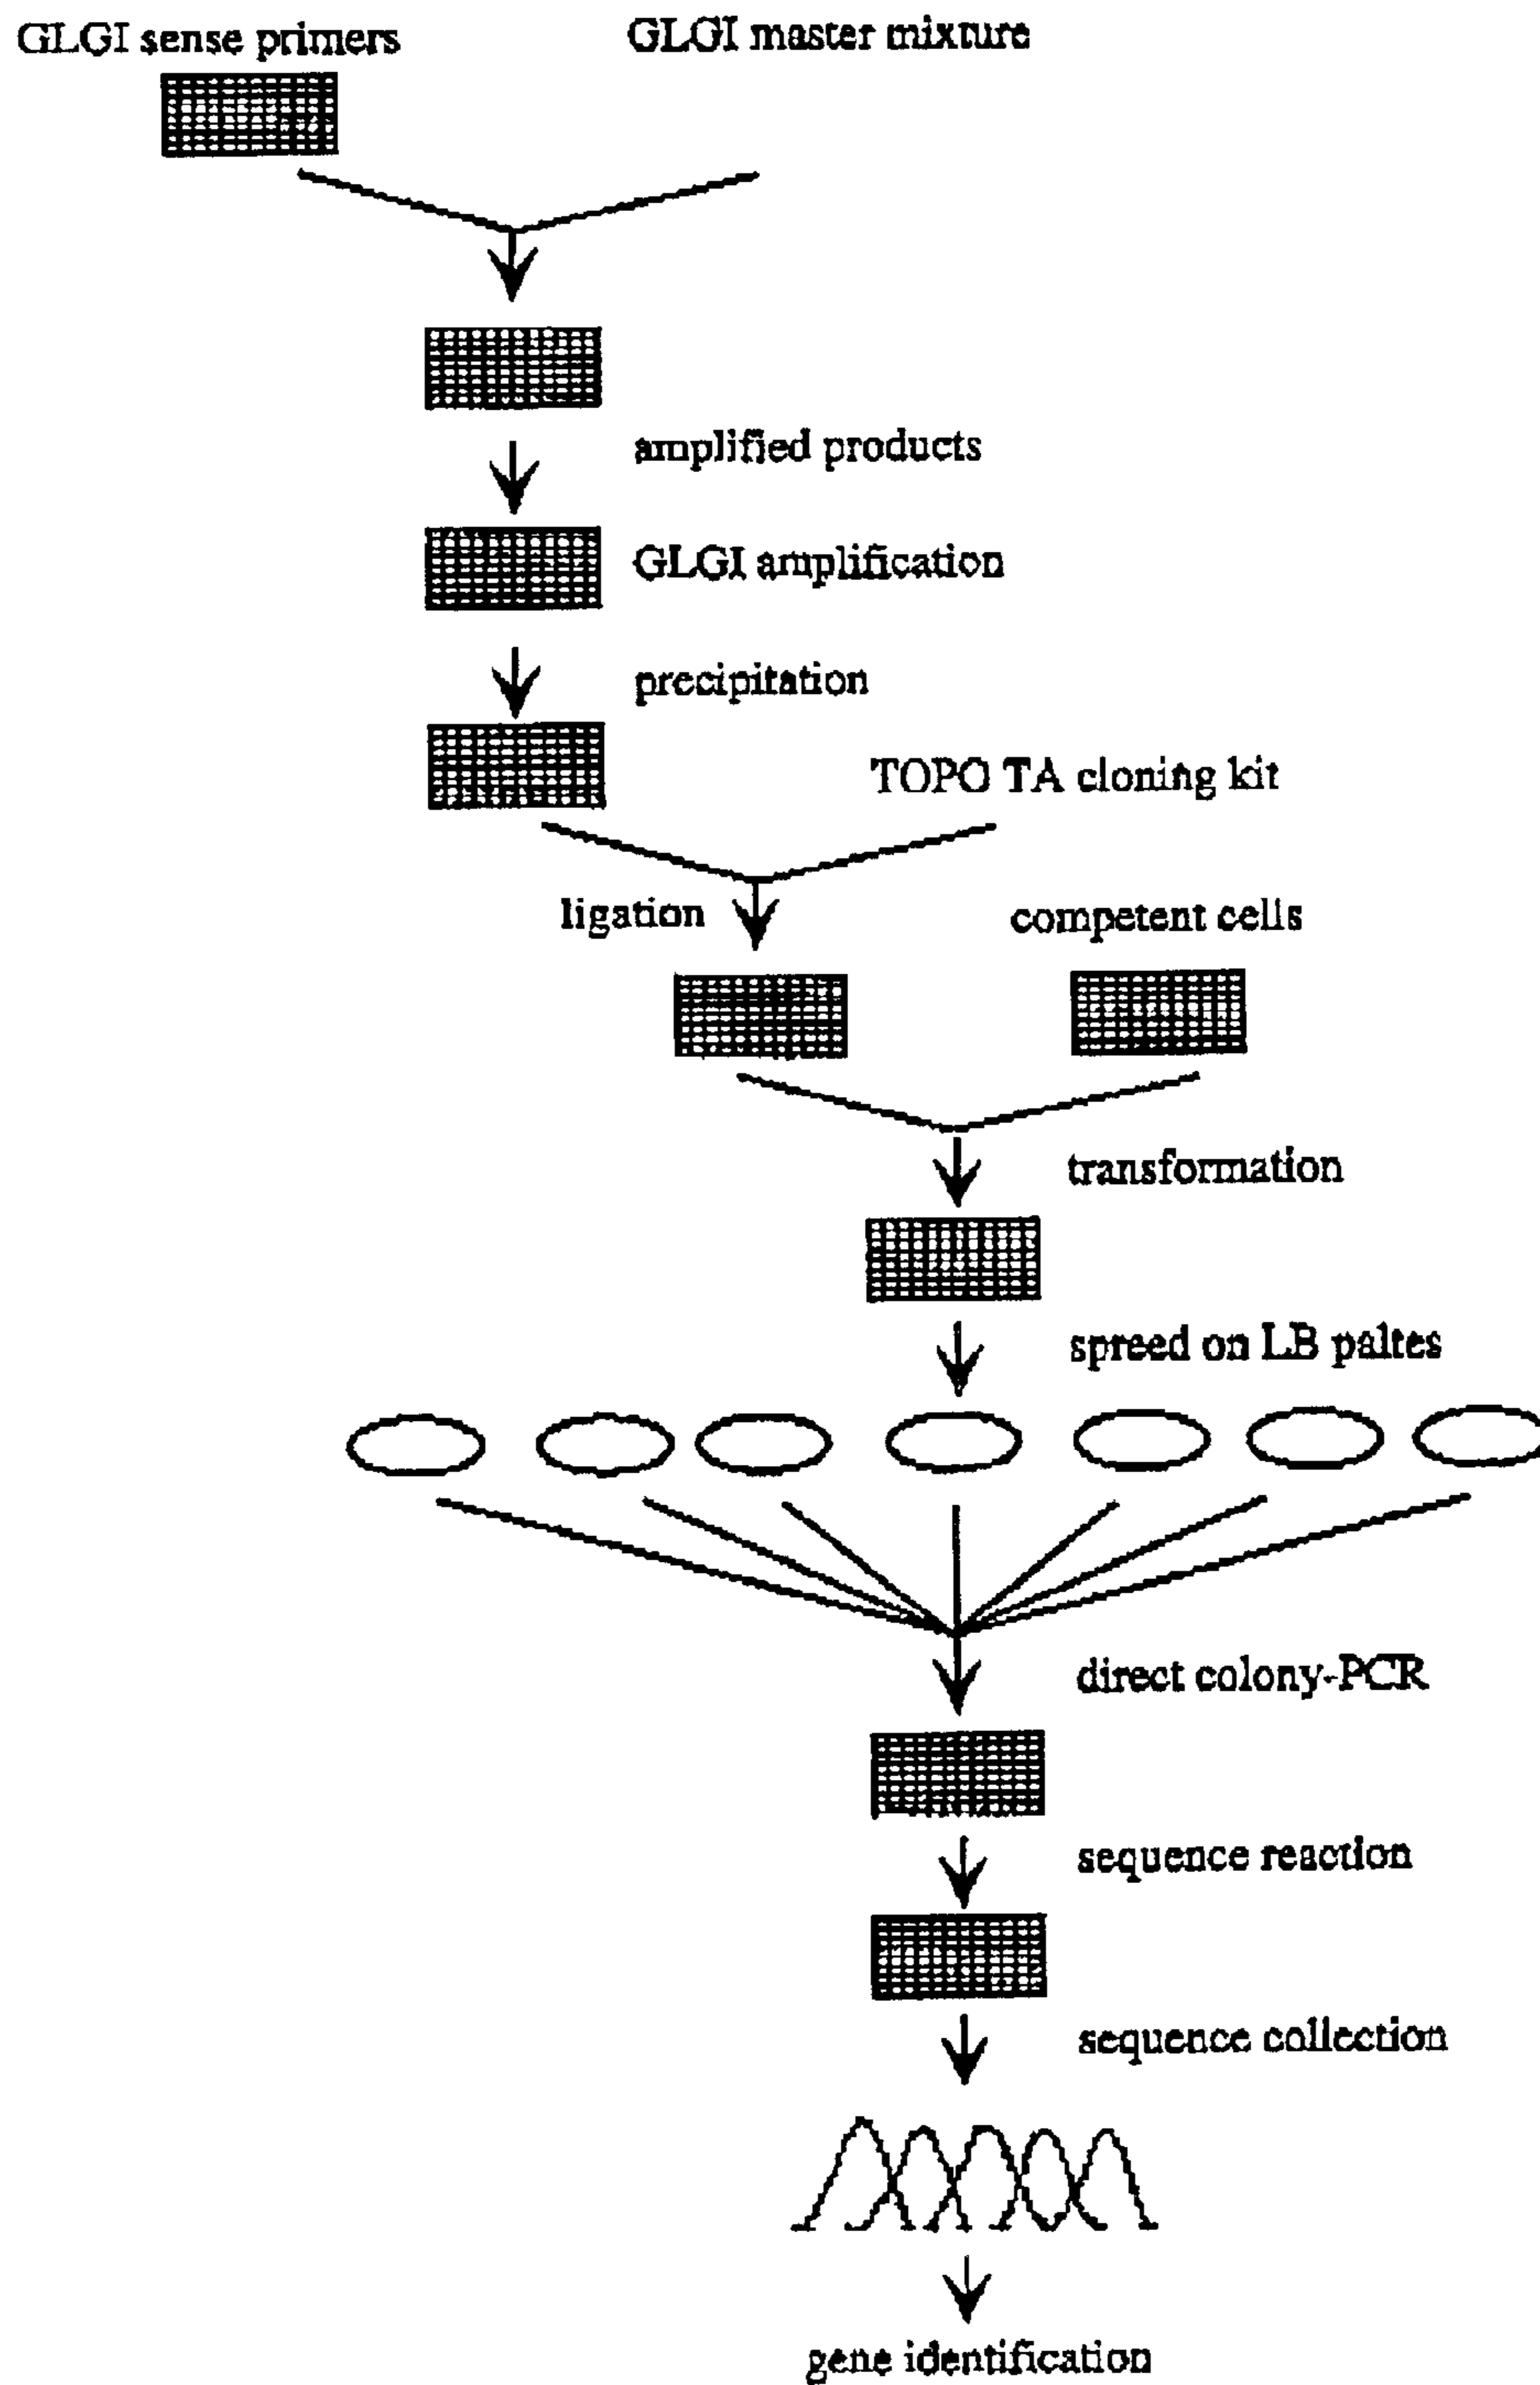 GLGI sense primers
GLGI master mixture
amplified products
GLGI amplification
precipitation
TOPO TA cloning kit
ligation
competent cells
transformation
spreed on LB paltes
direct colony-PCR
sequence reaction
sequence collection
gene identification